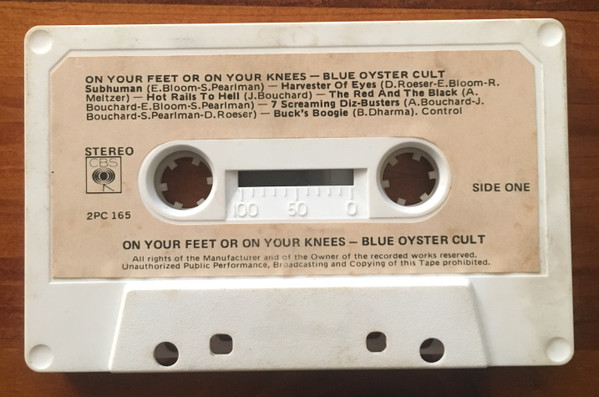 ON YOUR FEET OR ON YOUR KNEES — BLUE OYSTER CULT
Subhuman (E.Bloom-S.Pearlman) — Harvester Of Eyes (D.Roeser-E.Bloom-R.
Meltzer) — Hot Rails To Hell (J.Bouchard) — The Red And The Black (A.
Bouchard-E.Bloom-S.Pearlman) — 7 Screaming Diz-Busters (A.Bouchard-J.
Bouchard-S.Pearlman-D.Roeser) — Buck's Boogie (B.Dharma). Control
STEREO
CBS
2PC 165
100 50 0
SIDE ONE
ON YOUR FEET OR ON YOUR KNEES — BLUE OYSTER CULT
All rights of the Manufacturer and of the Owner of the recorded works reserved.
Unauthorized Public Performance, Broadcasting and Copying of this Tape prohibited.